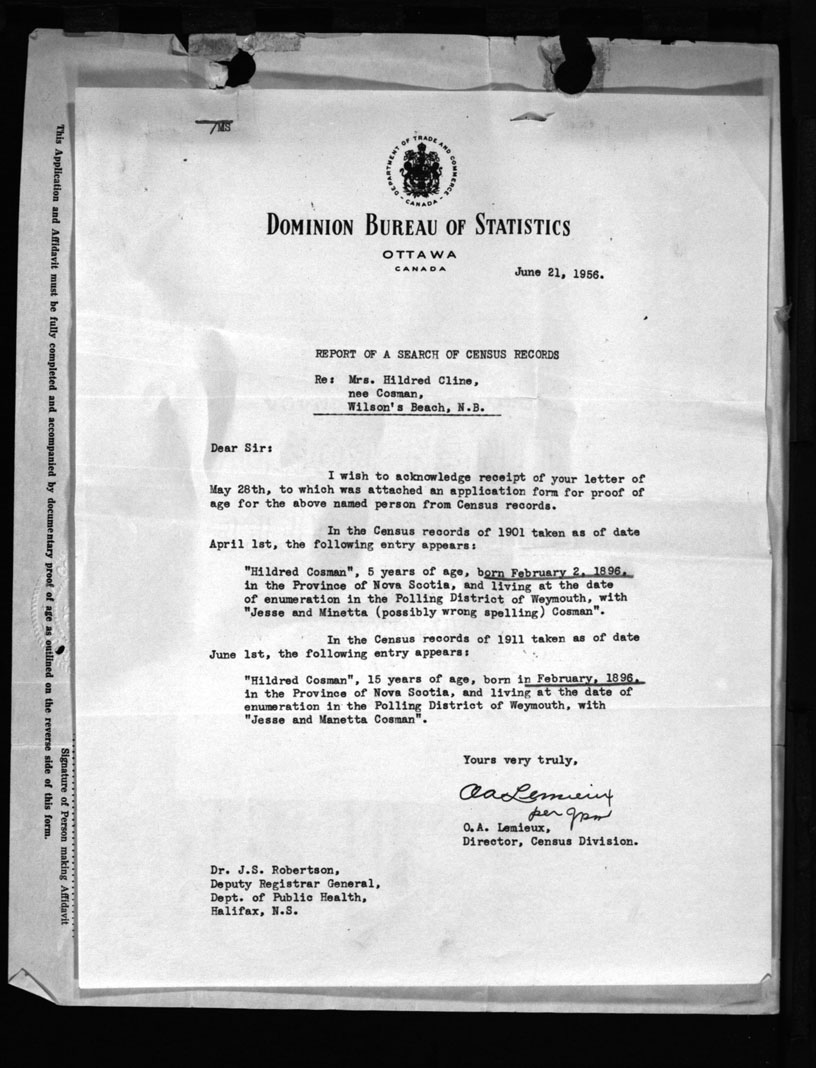 /MS
DEPARTMENT OF TRADE AND COMMERCE
- CANADA -
DOMINION BUREAU OF STATISTICS
OTTAWA
CANADA
June 21, 1956.
REPORT OF A SEARCH OF CENSUS RECORDS
Re: Mrs. Hildred Cline,
nee Cosman,
Wilson's Beach, N.B.
Dear Sir:
I wish to acknowledge receipt of your letter of
May 28th, to which was attached an application form for proof of
age for the above named person from Census records.
In the Census records of 1901 taken as of date
April 1st, the following entry appears:
"Hildred Cosman", 5 years of age, born February 2, 1896,
in the Province of Nova Scotia, and living at the date
of enumeration in the Polling District of Weymouth, with
"Jesse and Minetta (possibly wrong spelling) Cosman".
In the Census records of 1911 taken as of date
June 1st, the following entry appears:
"Hildred Cosman", 15 years of age, born in February, 1896,
in the Province of Nova Scotia, and living at the date of
enumeration in the Polling District of Weymouth, with
"Jesse and Manetta Cosman".
Yours very truly,
OA Lemieux
per gpm
O.A. Lemieux,
Director, Census Division.
Dr. J.S. Robertson,
Deputy Registrar General,
Dept. of Public Health,
Halifax, N.S.
This Application and Affidavit must be fully completed and accompanied by documentary proof of age as outlined on the reverse side of this form.
Signature of Person making Affidavit